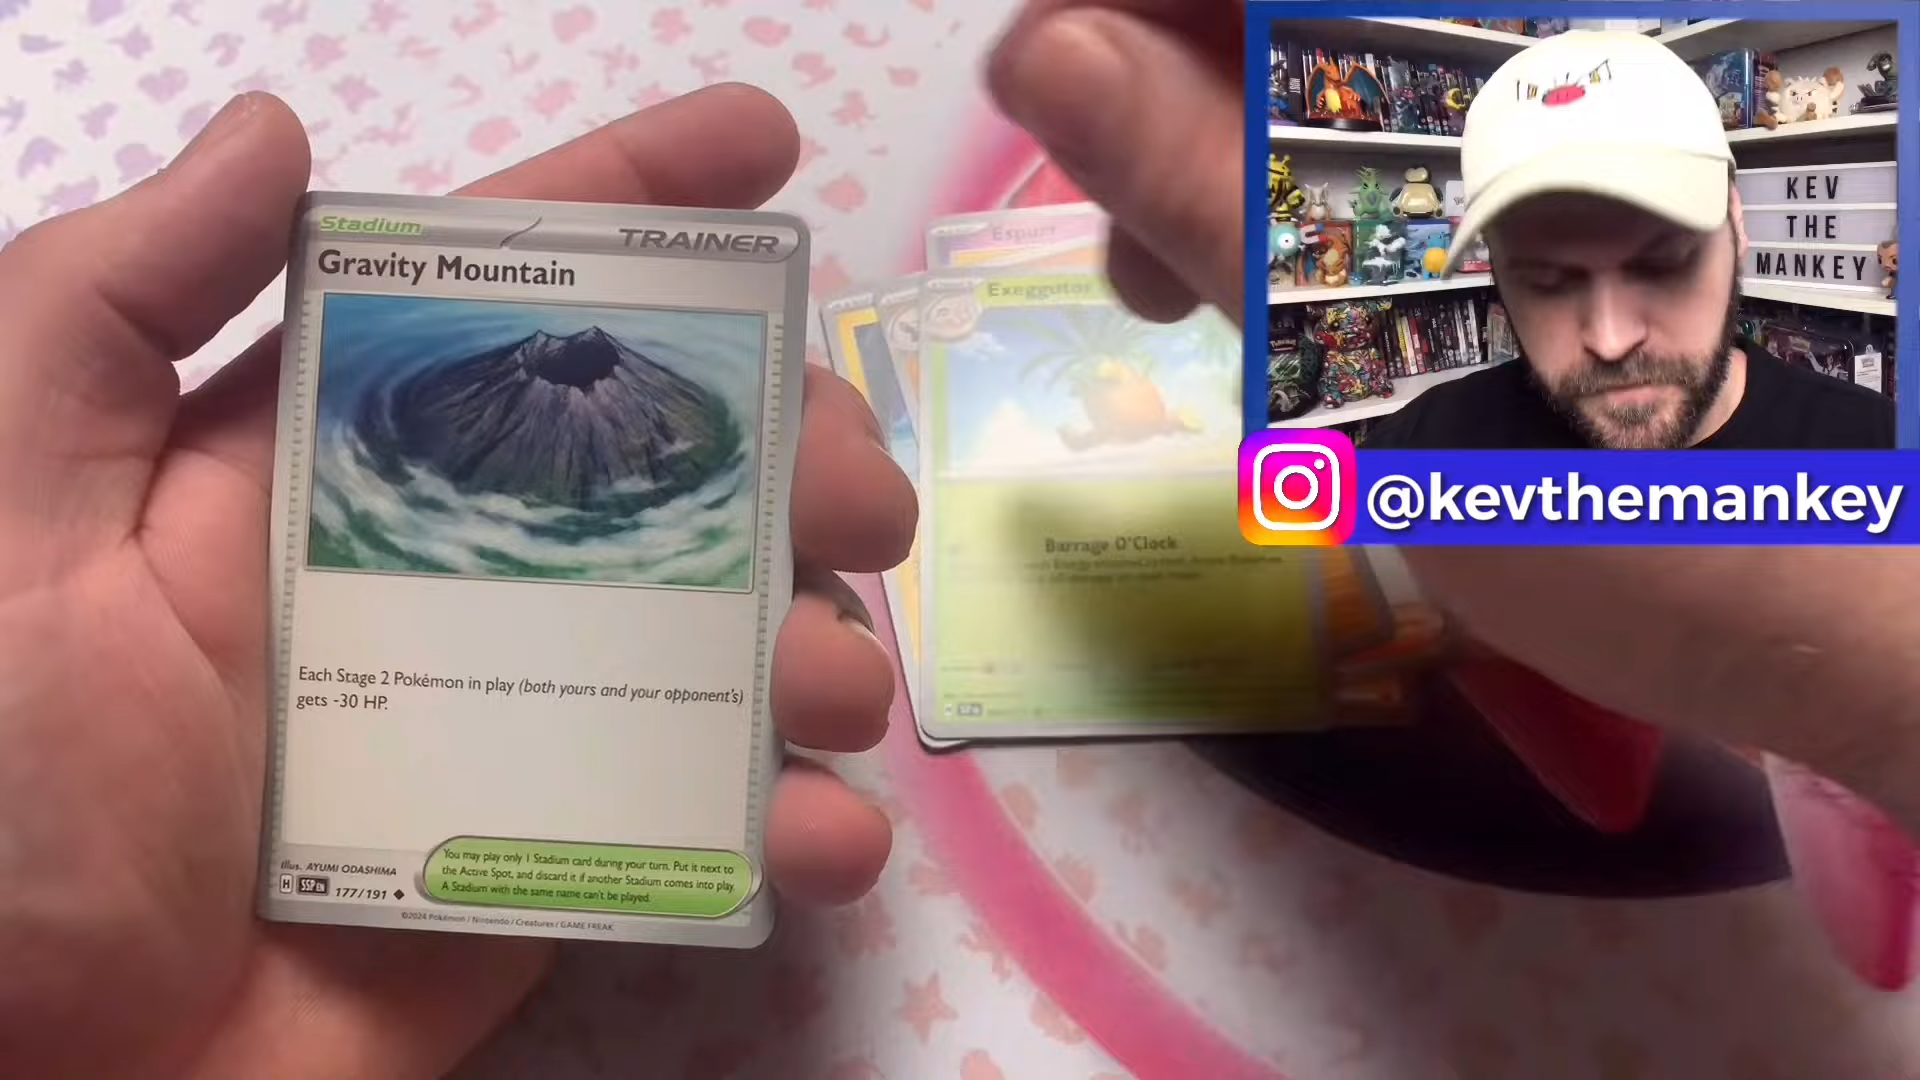 Stadium
TRAINER
Gravity Mountain
Each Stage 2 Pokémon in play (both yours and your opponent's)
gets -30 HP.
Illus. AYUMI ODASHIMA
H SSP EN 177/191
You may play only 1 Stadium card during your turn. Put it next to
the Active Spot, and discard it if another Stadium comes into play.
A Stadium with the same name can't be played.
©2024 Pokémon / Nintendo / Creatures / GAME FREAK
Espurr
Exeggutor
Barrage O'Clock
KEV
THE
MANKEY
@kevthemankey